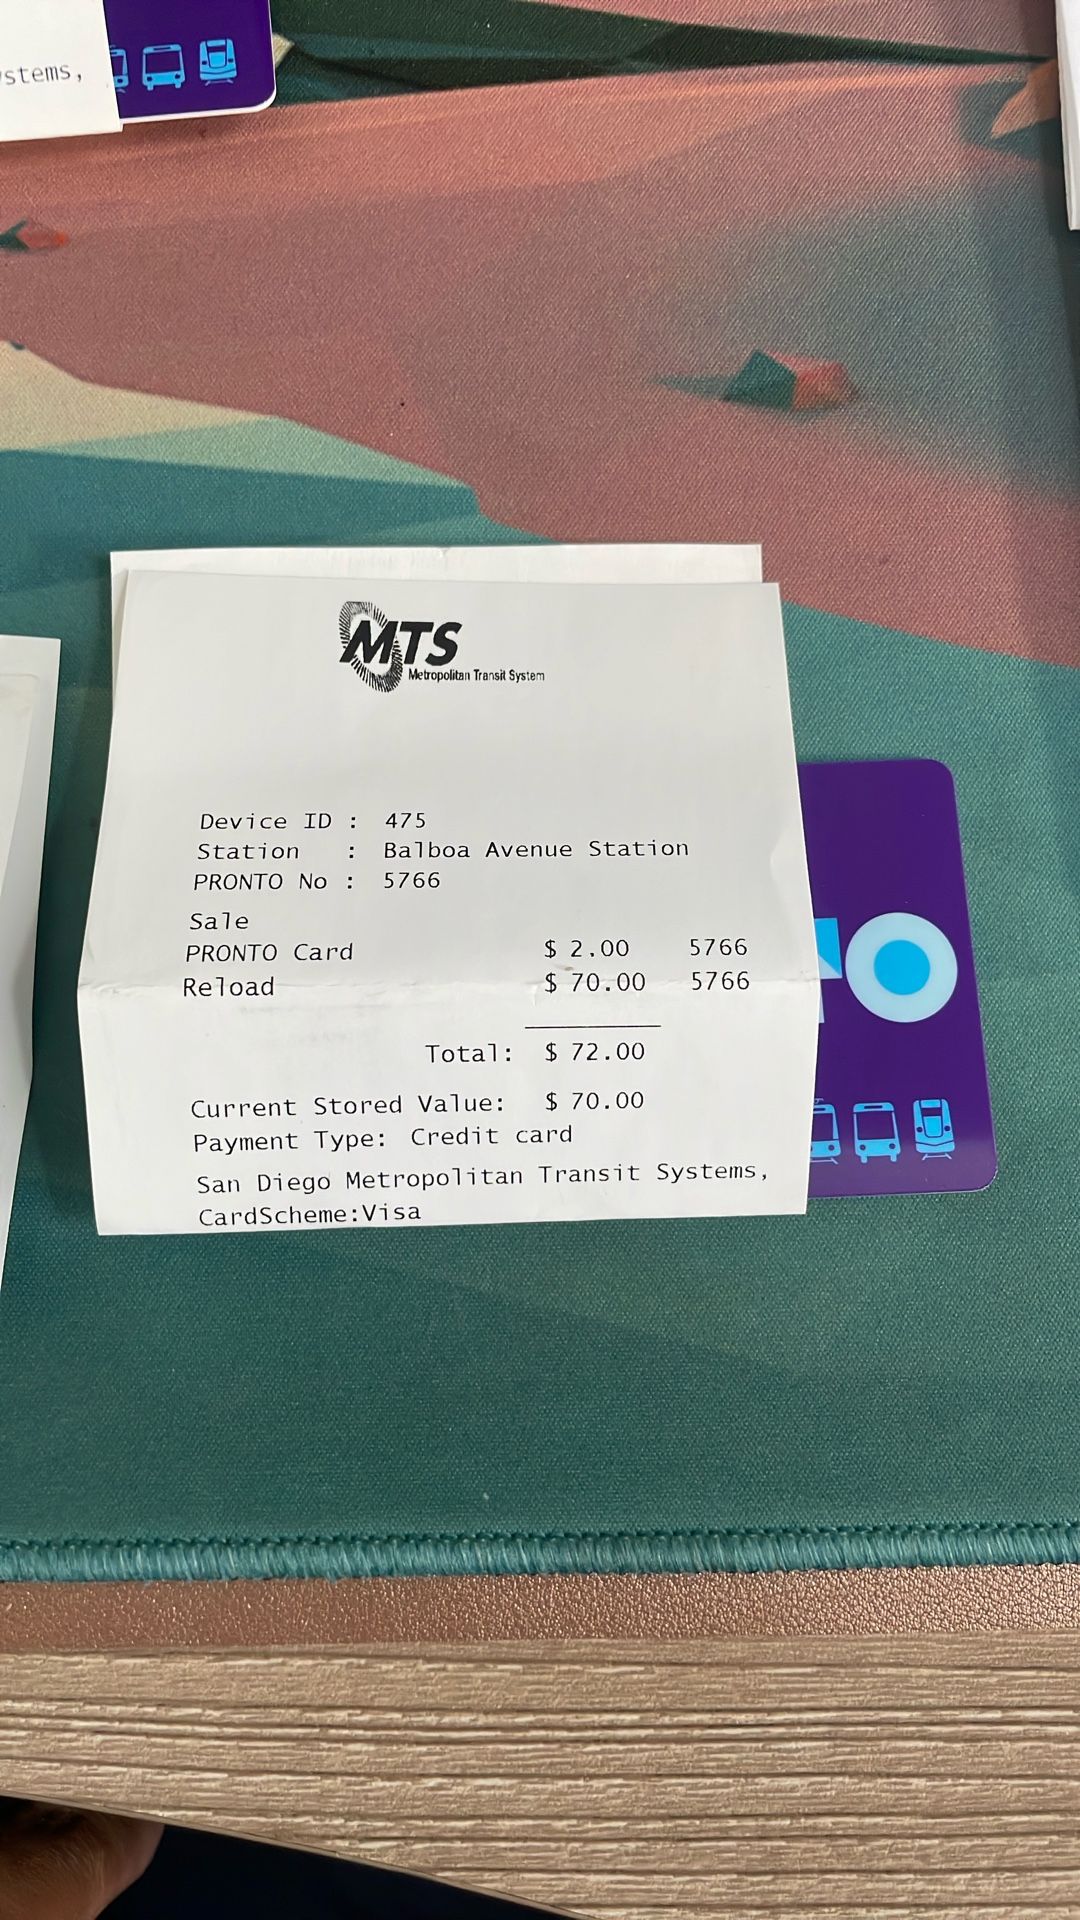 stems,
MTS
Metropolitan Transit System
Device ID : 475
Station : Balboa Avenue Station
PRONTO No : 5766
Sale
PRONTO Card $ 2.00 5766
Reload $ 70.00 5766
Total: $ 72.00
Current Stored Value: $ 70.00
Payment Type: Credit card
San Diego Metropolitan Transit Systems,
CardScheme:Visa